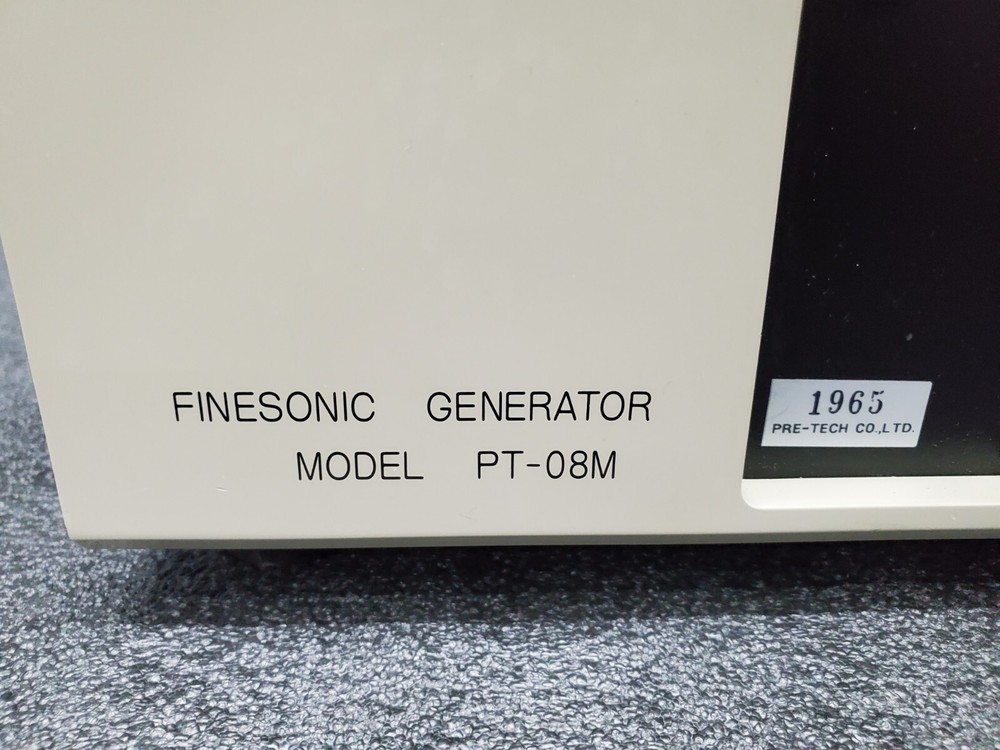 FINESONIC GENERATOR
MODEL PT-08M
1965
PRE-TECH CO.,LTD.